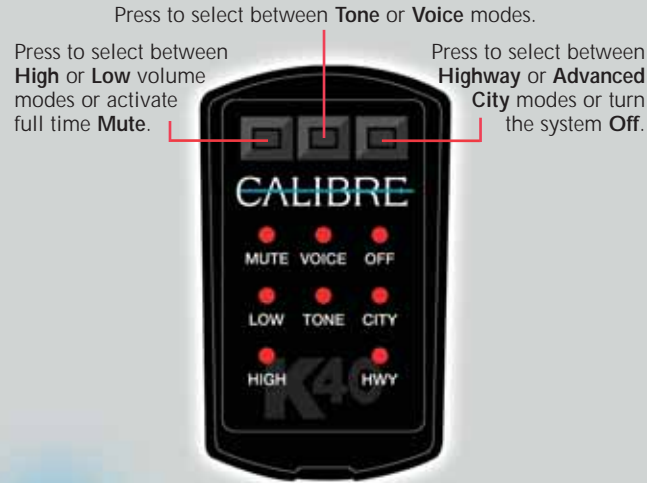 Press to select between Tone or Voice modes.
Press to select between
High or Low volume
modes or activate
full time Mute.
Press to select between
Highway or Advanced
City modes or turn
the system Off.
CALIBRE
MUTE VOICE OFF
LOW TONE CITY
HIGH HWY
K40